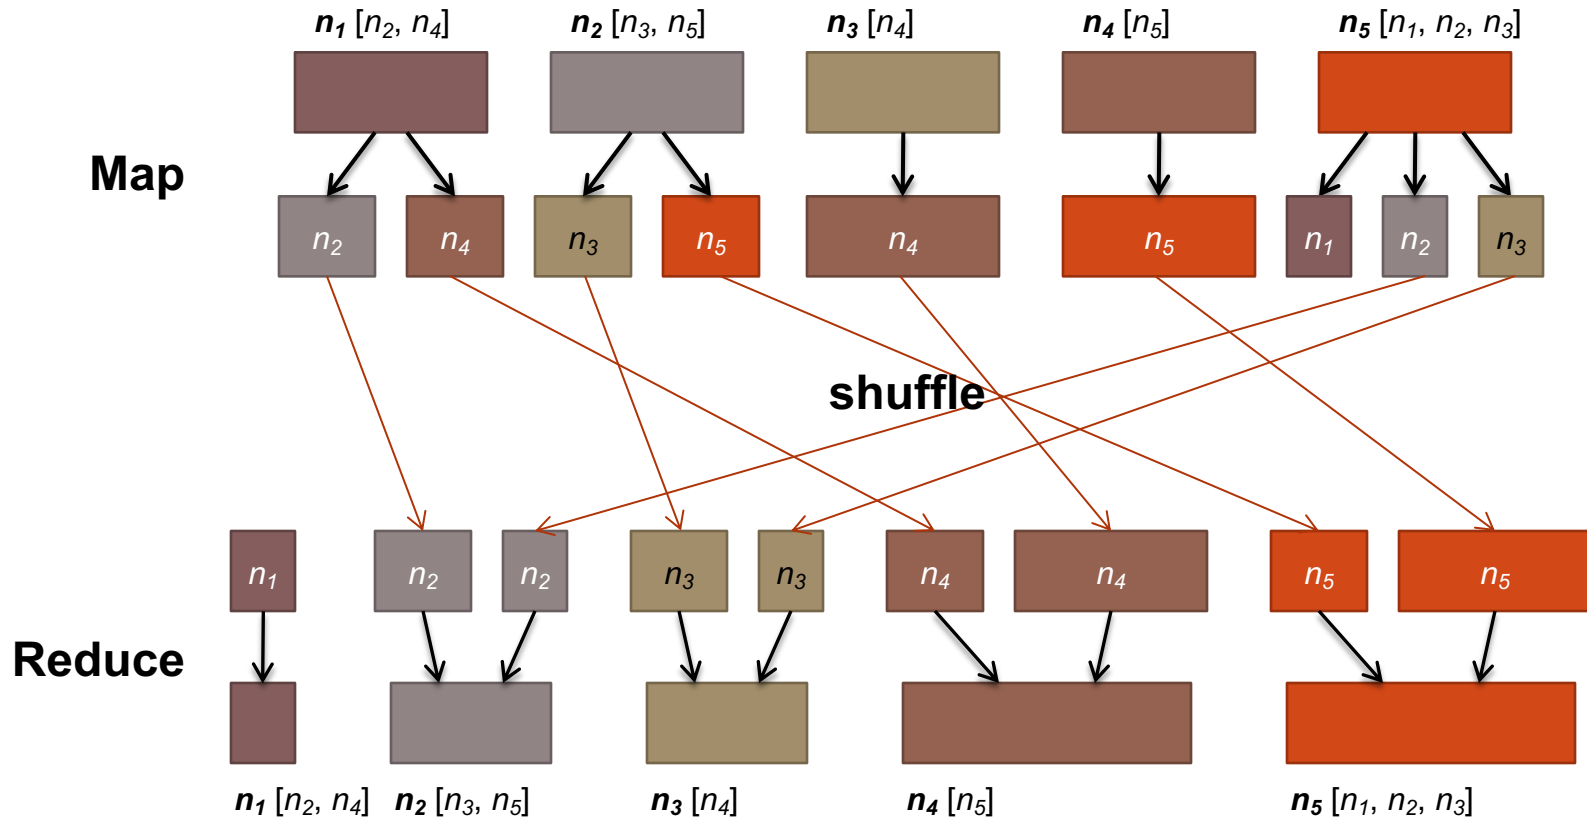 n1 [n2, n4] n2 [n3, n5] n3 [n4] n4 [n5] n5 [n1, n2, n3]
Map
n2 n4 n3 n5 n4 n5 n1 n2 n3
shuffle
n1 n2 n2 n3 n3 n4 n4 n5 n5
Reduce
n1 [n2, n4] n2 [n3, n5] n3 [n4] n4 [n5] n5 [n1, n2, n3]